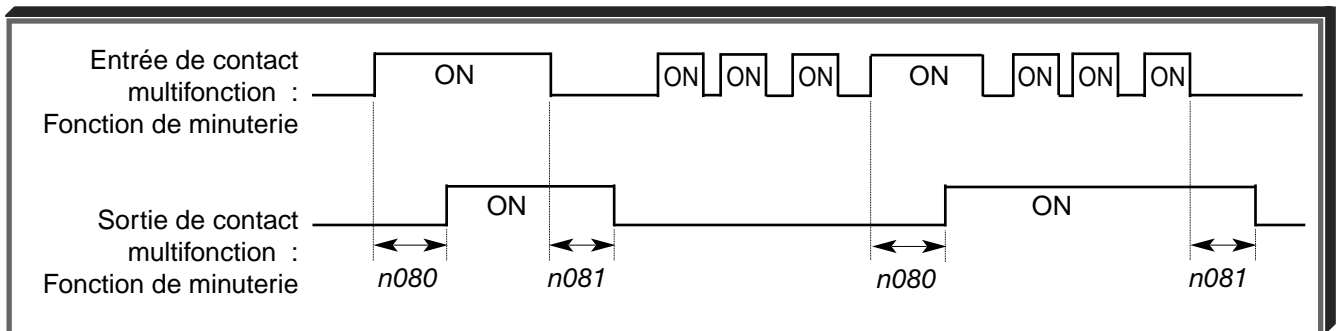 Entrée de contact
multifonction :
Fonction de minuterie
ON ON ON ON ON ON ON ON
Sortie de contact
multifonction :
Fonction de minuterie
ON ON
n080 n081 n080 n081